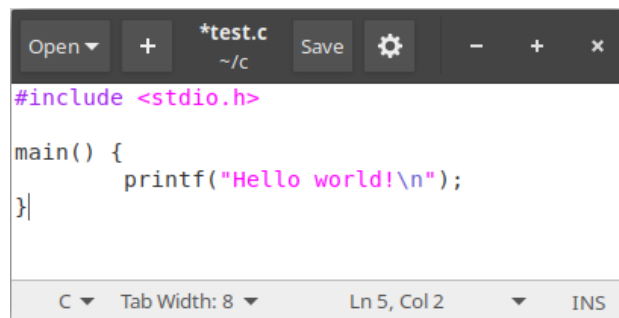 Open + *test.c Save - + ×
~/c
#include <stdio.h>
main() {
        printf("Hello world!\n");
}
C Tab Width: 8 Ln 5, Col 2 INS